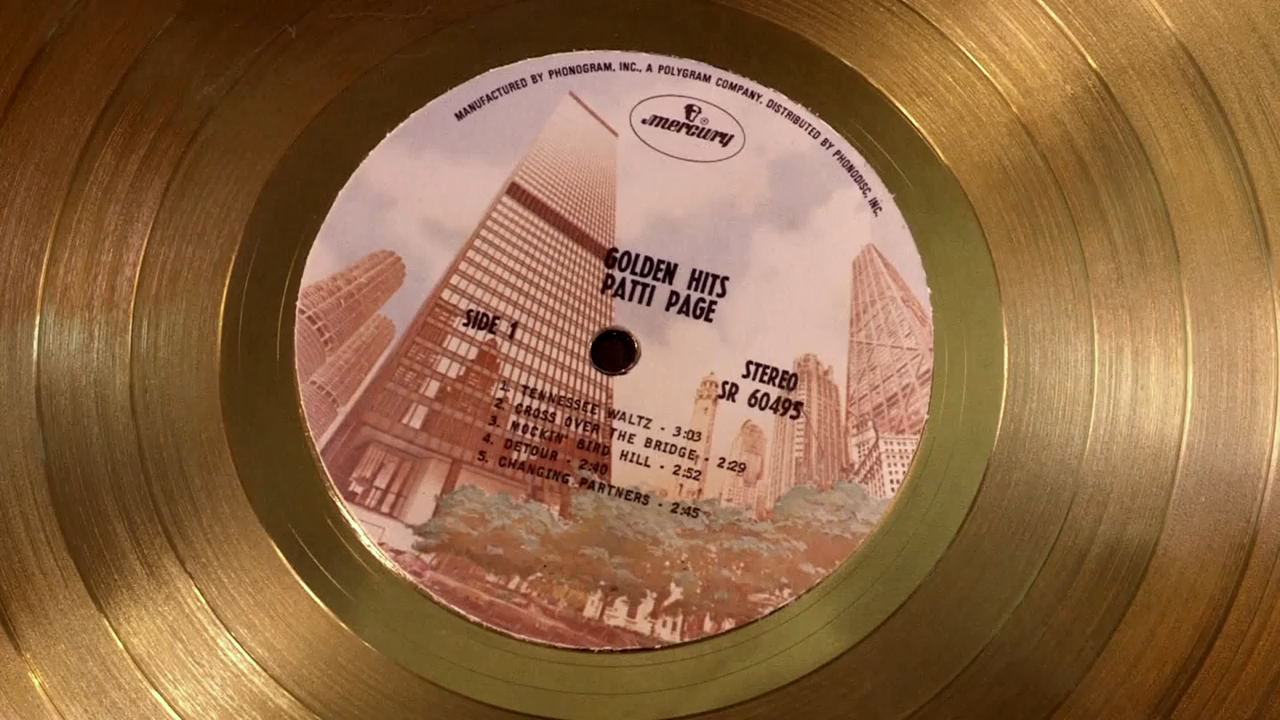 MANUFACTURED BY PHONOGRAM, INC., A POLYGRAM COMPANY, DISTRIBUTED BY PHONODISC, INC.
mercury ®
GOLDEN HITS
PATTI PAGE
SIDE 1
STEREO
SR 60495
1. TENNESSEE WALTZ - 3:03
2. CROSS OVER THE BRIDGE - 2:29
3. MOCKIN' BIRD HILL - 2:52
4. DETOUR - 2:40
5. CHANGING PARTNERS - 2:45